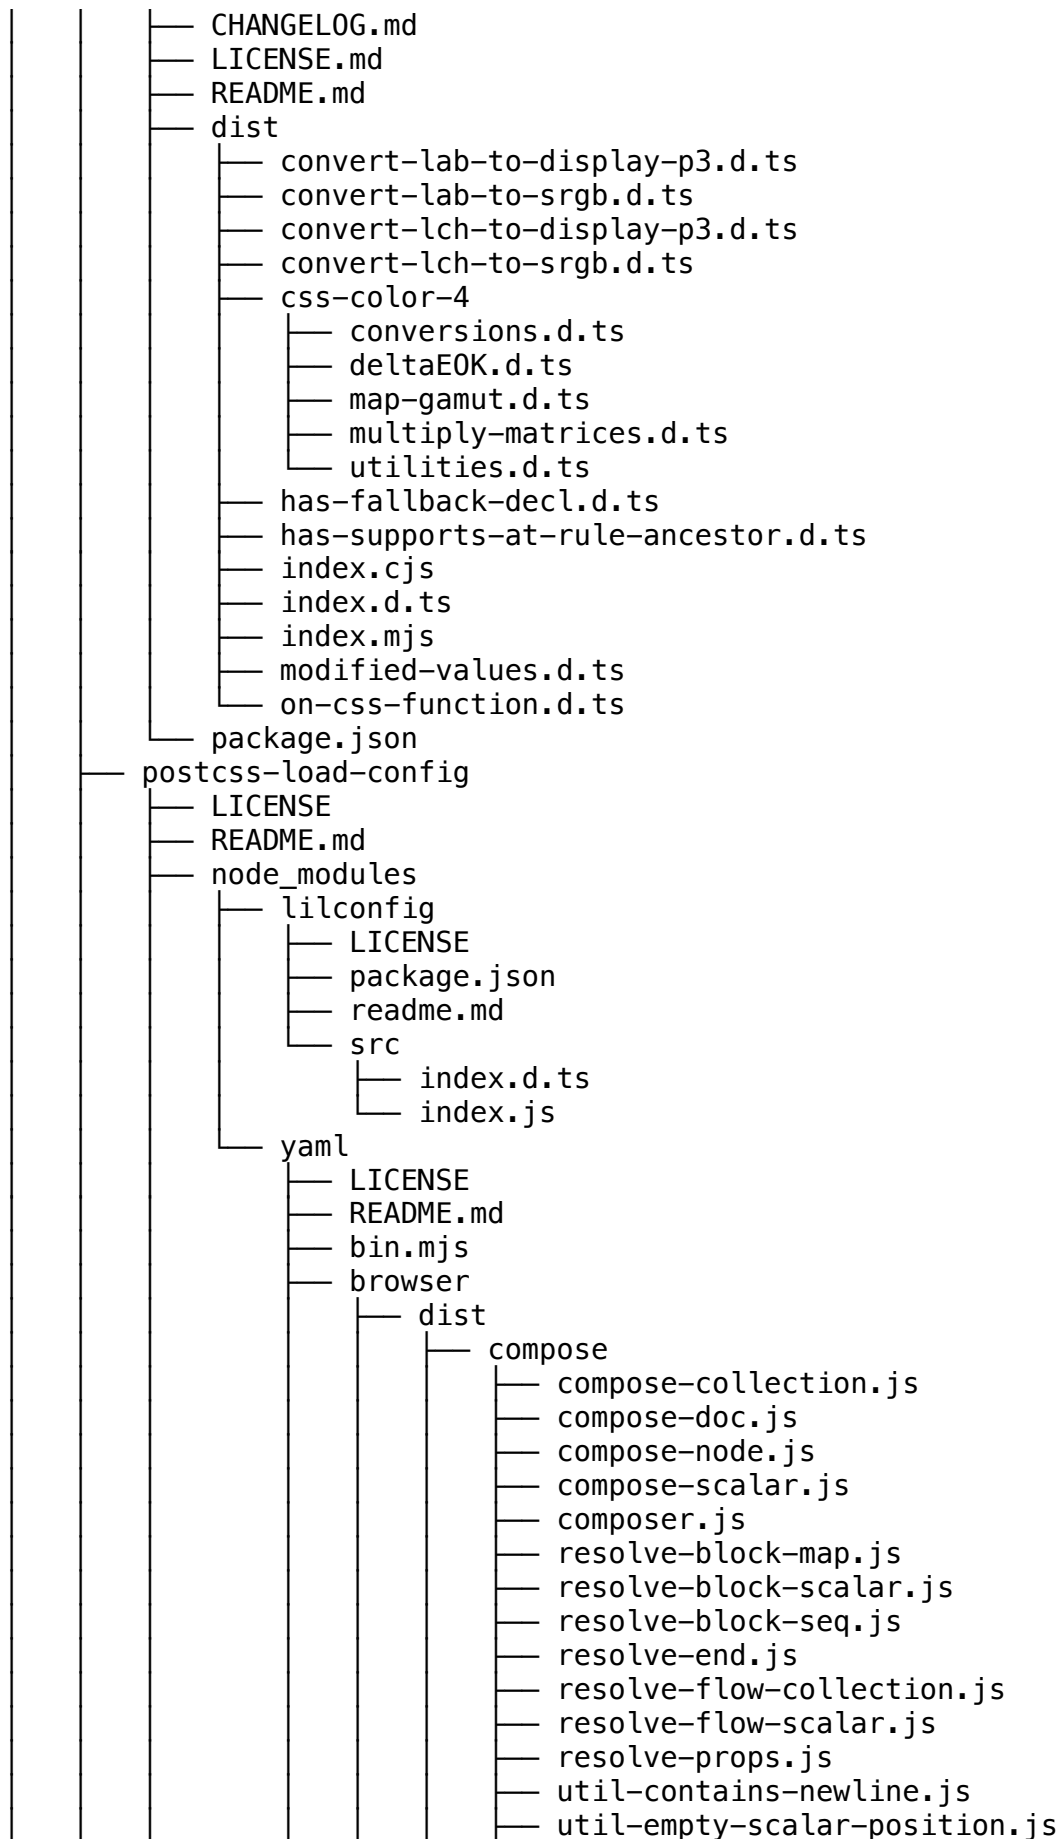 │   │   ├── CHANGELOG.md
│   │   ├── LICENSE.md
│   │   ├── README.md
│   │   ├── dist
│   │   │   ├── convert-lab-to-display-p3.d.ts
│   │   │   ├── convert-lab-to-srgb.d.ts
│   │   │   ├── convert-lch-to-display-p3.d.ts
│   │   │   ├── convert-lch-to-srgb.d.ts
│   │   │   ├── css-color-4
│   │   │   │   ├── conversions.d.ts
│   │   │   │   ├── deltaEOK.d.ts
│   │   │   │   ├── map-gamut.d.ts
│   │   │   │   ├── multiply-matrices.d.ts
│   │   │   │   └── utilities.d.ts
│   │   │   ├── has-fallback-decl.d.ts
│   │   │   ├── has-supports-at-rule-ancestor.d.ts
│   │   │   ├── index.cjs
│   │   │   ├── index.d.ts
│   │   │   ├── index.mjs
│   │   │   ├── modified-values.d.ts
│   │   │   └── on-css-function.d.ts
│   │   └── package.json
│   ├── postcss-load-config
│   │   ├── LICENSE
│   │   ├── README.md
│   │   ├── node_modules
│   │   │   ├── lilconfig
│   │   │   │   ├── LICENSE
│   │   │   │   ├── package.json
│   │   │   │   ├── readme.md
│   │   │   │   └── src
│   │   │   │       ├── index.d.ts
│   │   │   │       └── index.js
│   │   │   └── yaml
│   │   │       ├── LICENSE
│   │   │       ├── README.md
│   │   │       ├── bin.mjs
│   │   │       ├── browser
│   │   │       │   ├── dist
│   │   │       │   │   ├── compose
│   │   │       │   │   │   ├── compose-collection.js
│   │   │       │   │   │   ├── compose-doc.js
│   │   │       │   │   │   ├── compose-node.js
│   │   │       │   │   │   ├── compose-scalar.js
│   │   │       │   │   │   ├── composer.js
│   │   │       │   │   │   ├── resolve-block-map.js
│   │   │       │   │   │   ├── resolve-block-scalar.js
│   │   │       │   │   │   ├── resolve-block-seq.js
│   │   │       │   │   │   ├── resolve-end.js
│   │   │       │   │   │   ├── resolve-flow-collection.js
│   │   │       │   │   │   ├── resolve-flow-scalar.js
│   │   │       │   │   │   ├── resolve-props.js
│   │   │       │   │   │   ├── util-contains-newline.js
│   │   │       │   │   │   ├── util-empty-scalar-position.js